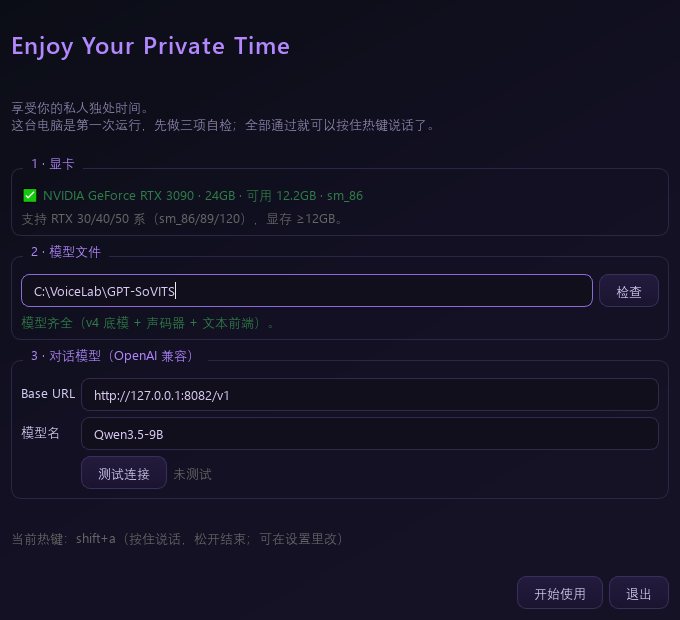 Enjoy Your Private Time
享受你的私人独处时间。
这台电脑是第一次运行，先做三项自检；全部通过就可以按住热键说话了。
1 · 显卡
✅ NVIDIA GeForce RTX 3090 · 24GB · 可用 12.2GB · sm_86
支持 RTX 30/40/50 系（sm_86/89/120），显存 ≥12GB。
2 · 模型文件
C:\VoiceLab\GPT-SoVITS 检查
模型齐全（v4 底模 + 声码器 + 文本前端）。
3 · 对话模型（OpenAI 兼容）
Base URL http://127.0.0.1:8082/v1
模型名 Qwen3.5-9B
测试连接 未测试
当前热键：shift+a（按住说话，松开结束；可在设置里改）
开始使用 退出